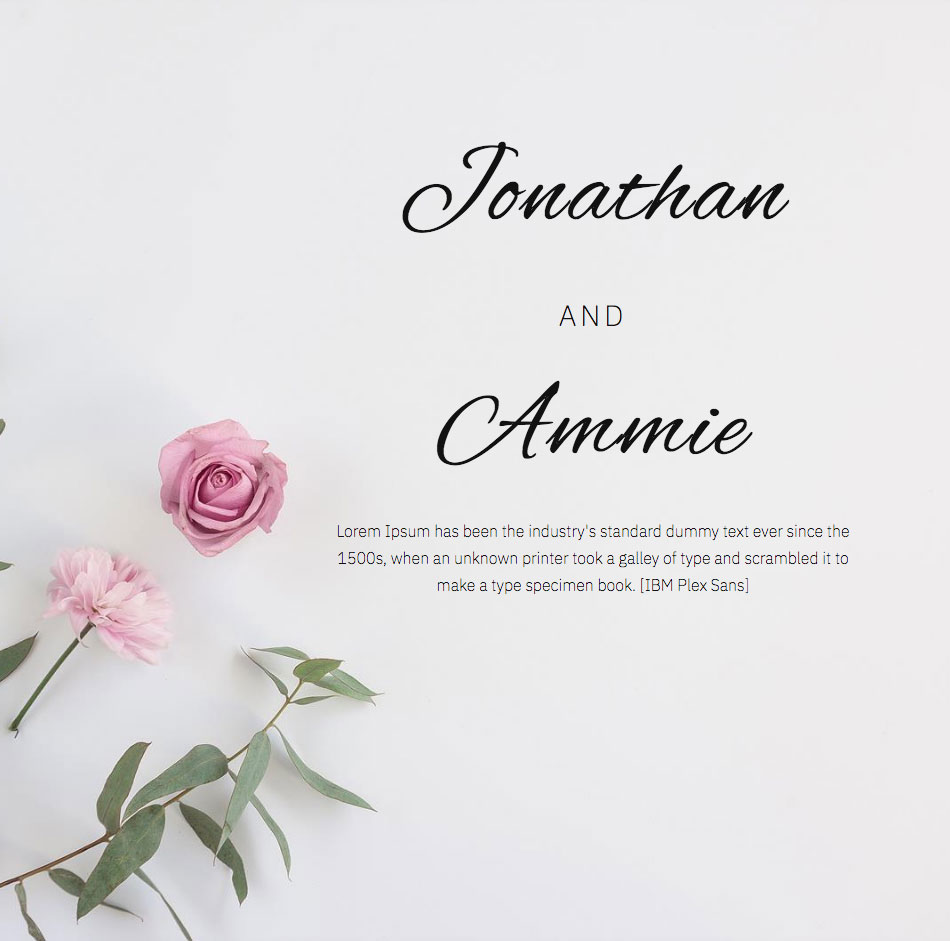 Jonathan
AND
Ammie
Lorem Ipsum has been the industry's standard dummy text ever since the
1500s, when an unknown printer took a galley of type and scrambled it to
make a type specimen book. [IBM Plex Sans]